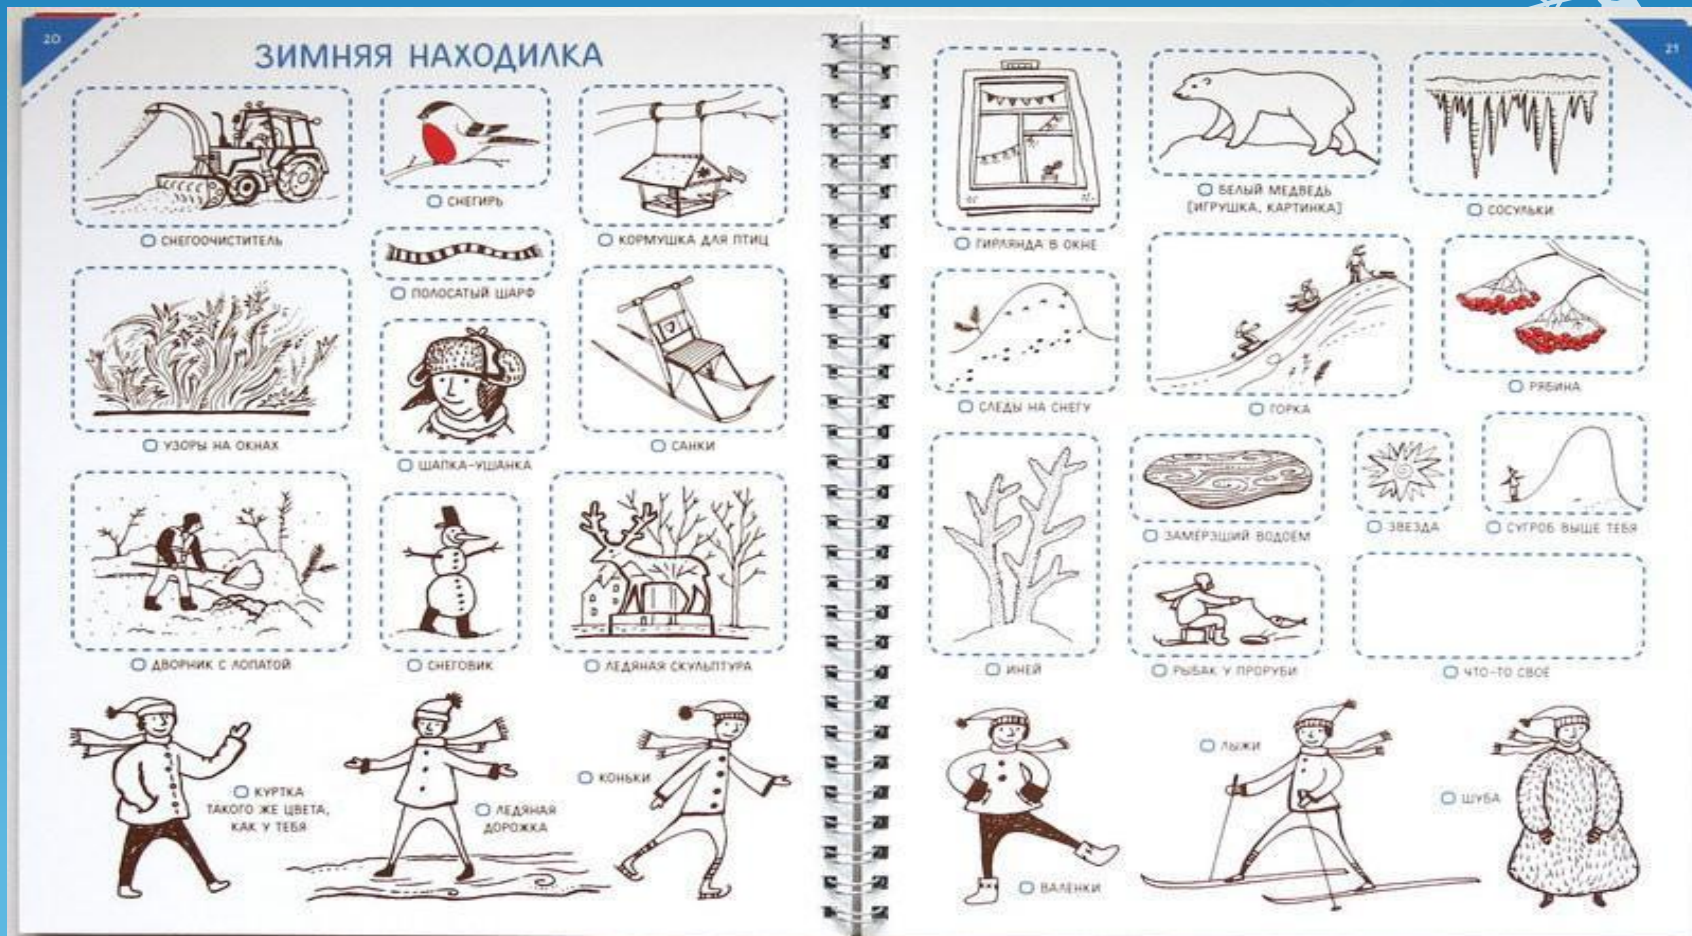 20
ЗИМНЯЯ НАХОДИЛКА
СНЕГООЧИСТИТЕЛЬ
СНЕГИРЬ
КОРМУШКА ДЛЯ ПТИЦ
ПОЛОСАТЫЙ ШАРФ
УЗОРЫ НА ОКНАХ
ШАПКА-УШАНКА
САНКИ
ДВОРНИК С ЛОПАТОЙ
СНЕГОВИК
ЛЕДЯНАЯ СКУЛЬПТУРА
КУРТКА
ТАКОГО ЖЕ ЦВЕТА,
КАК У ТЕБЯ
ЛЕДЯНАЯ
ДОРОЖКА
КОНЬКИ
21
ГИРЛЯНДА В ОКНЕ
БЕЛЫЙ МЕДВЕДЬ
[ИГРУШКА, КАРТИНКА]
СОСУЛЬКИ
СЛЕДЫ НА СНЕГУ
ГОРКА
РЯБИНА
ИНЕЙ
ЗАМЁРЗШИЙ ВОДОЁМ
ЗВЕЗДА
СУГРОБ ВЫШЕ ТЕБЯ
РЫБАК У ПРОРУБИ
ЧТО-ТО СВОЁ
ВАЛЕНКИ
ЛЫЖИ
ШУБА